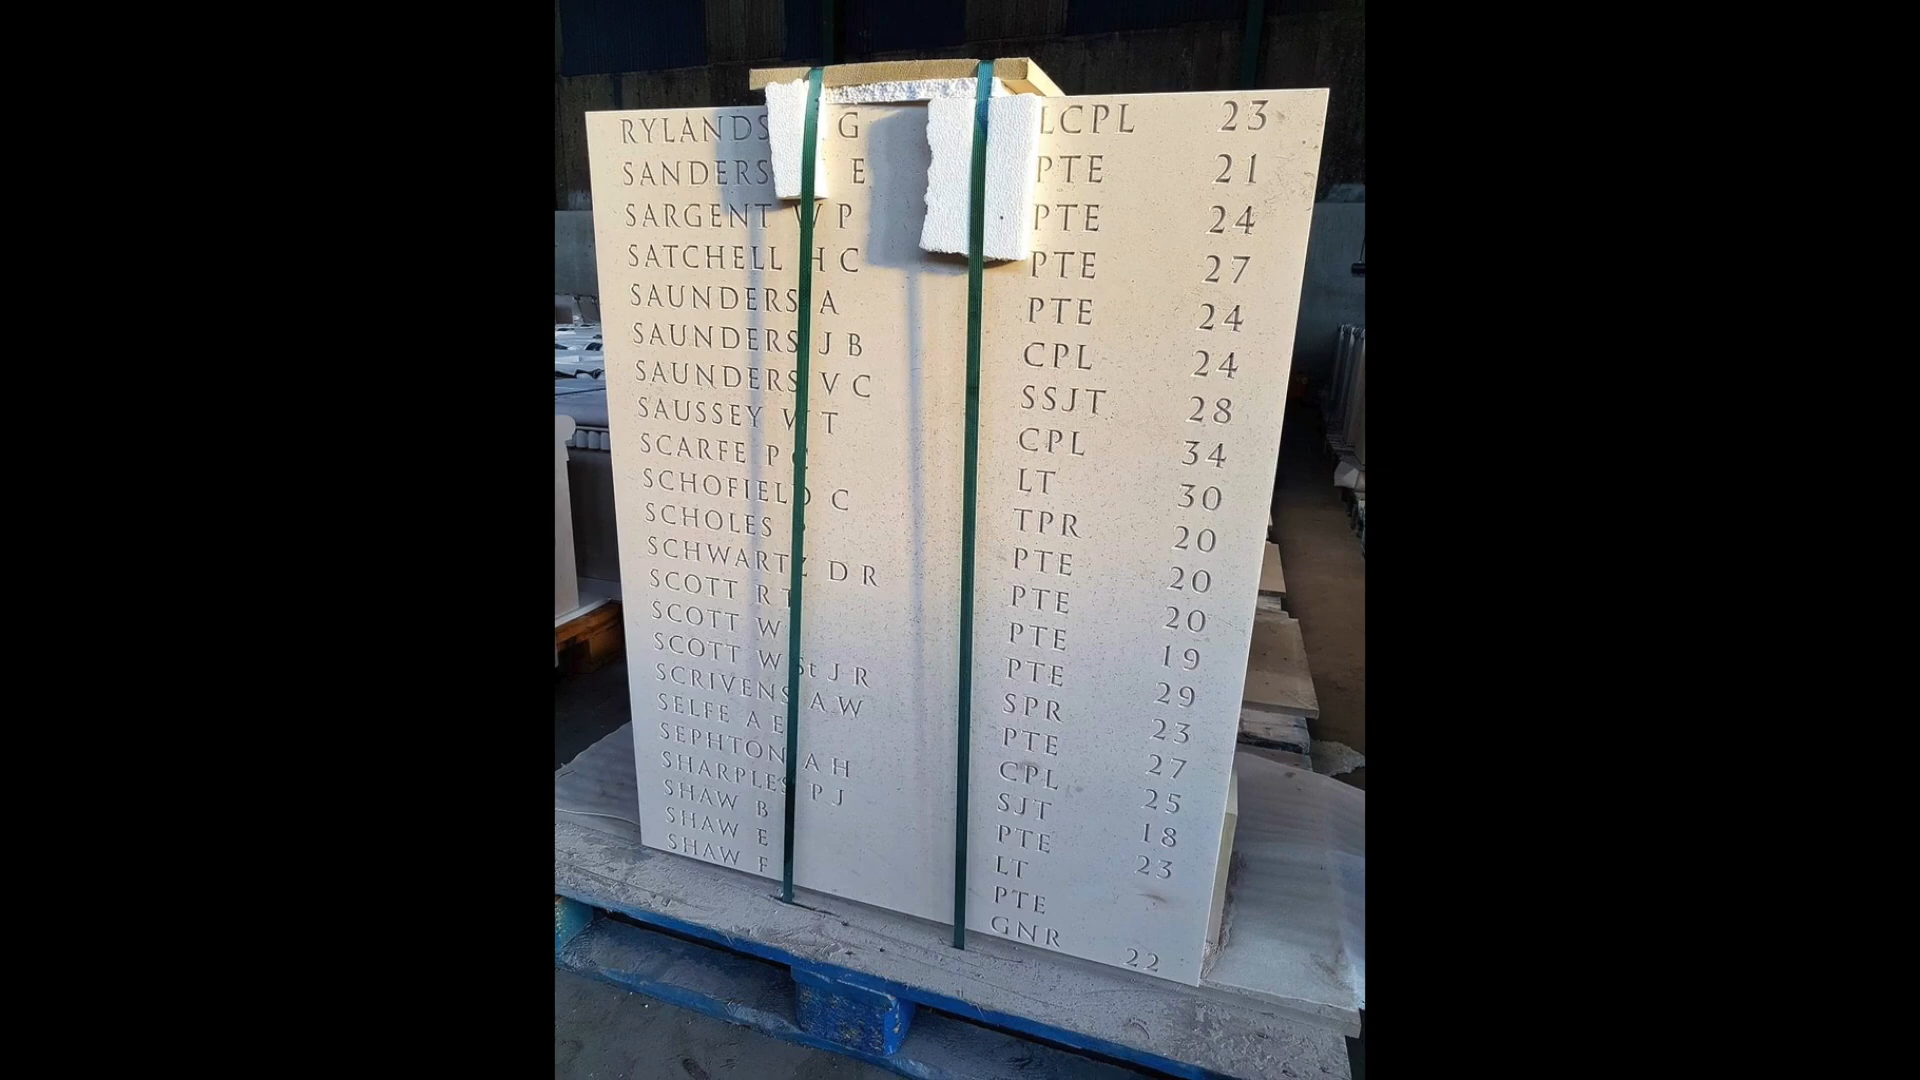 RYLANDS G LCPL 23
SANDERS E PTE 21
SARGENT W P PTE 24
SATCHELL H C PTE 27
SAUNDERS A PTE 24
SAUNDERS J B CPL 24
SAUNDERS V C SSJT 28
SAUSSEY W T CPL 34
SCARFE P C LT 30
SCHOFIELD C TPR 20
SCHOLES PTE 20
SCHWARTZ D R PTE 20
SCOTT R T PTE 19
SCOTT W PTE 29
SCOTT W St J R SPR 23
SCRIVENS A W PTE 27
SELFE A E CPL 25
SEPHTON A H SJT 18
SHARPLES P J PTE 23
SHAW B LT
SHAW E PTE
SHAW F GNR 22